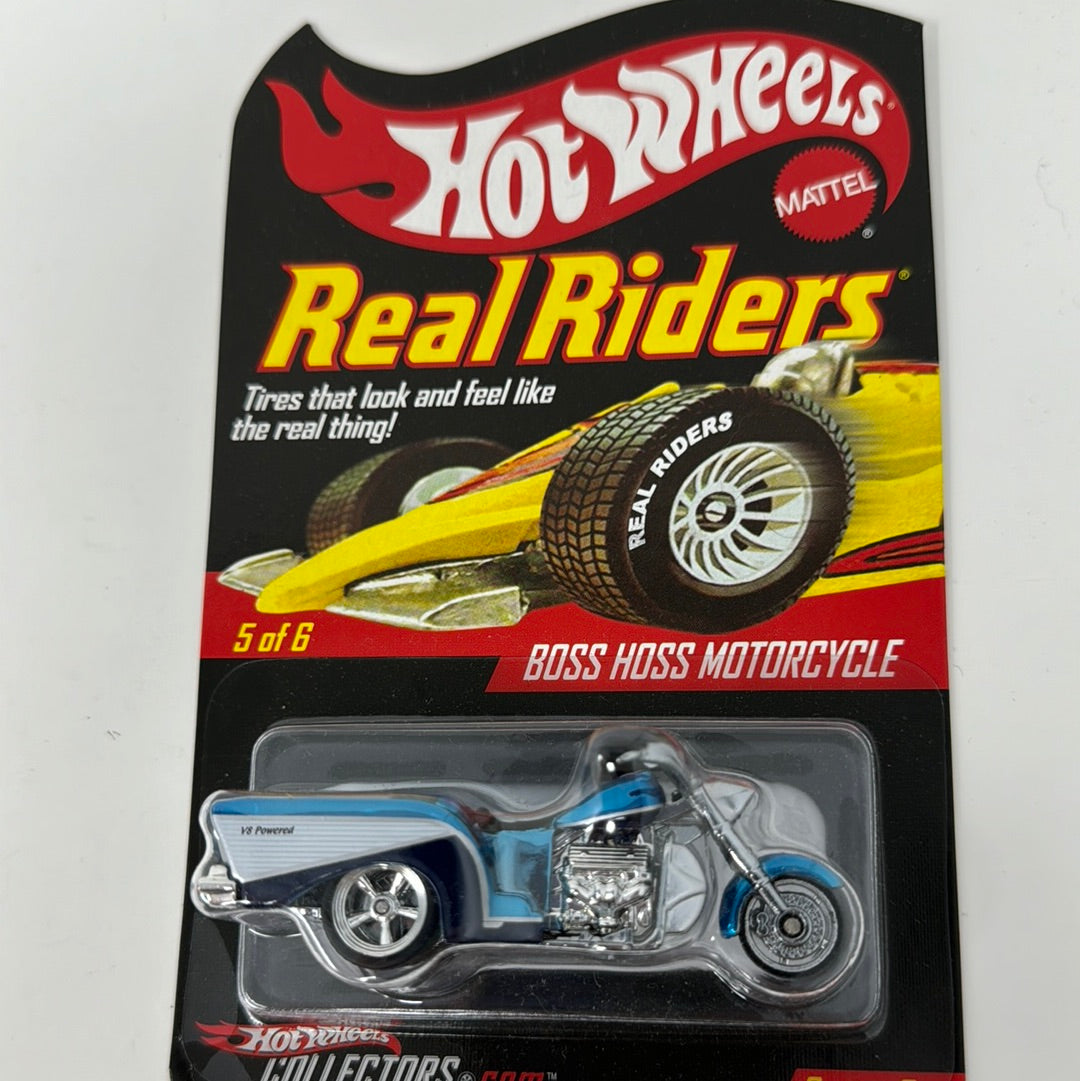 HOT WHEELS®
MATTEL®
Real Riders®
Tires that look and feel like
the real thing!
REAL RIDERS
5 of 6
BOSS HOSS MOTORCYCLE
V8 Powered
HOT WHEELS
COLLECTORS.com™